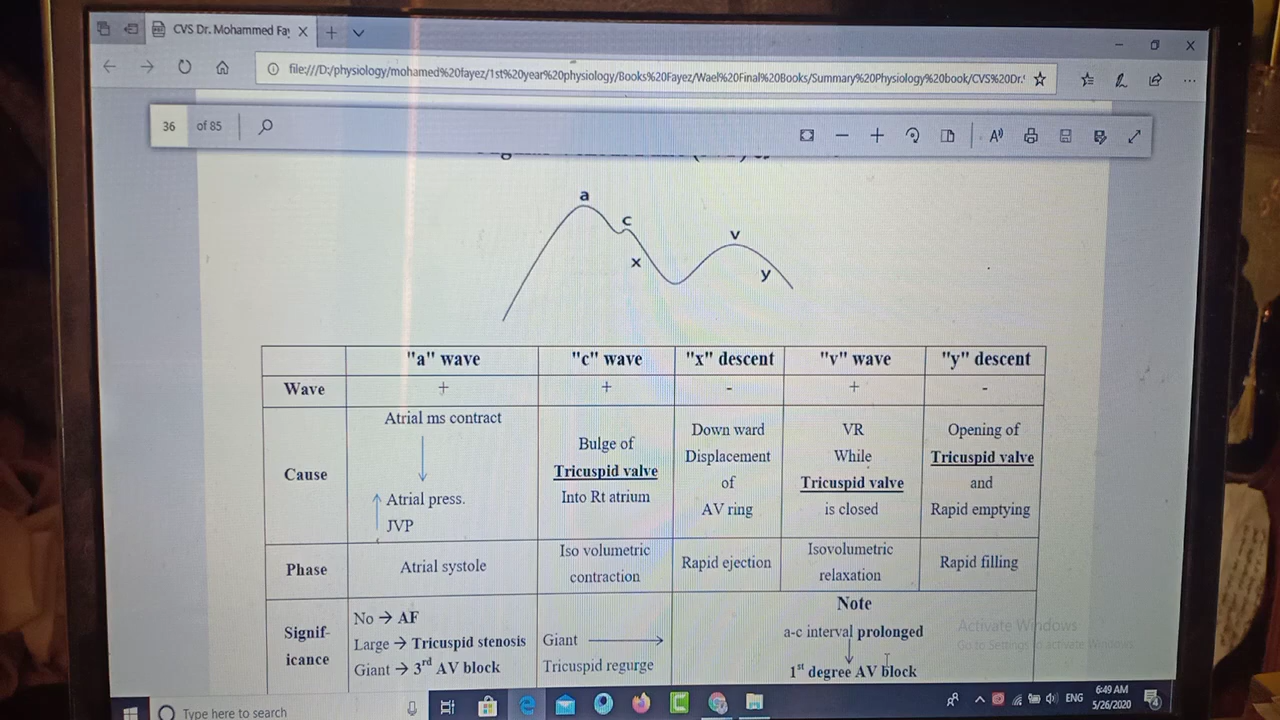 CVS Dr. Mohammed Fay
file:///D:/physiology/mohamed%20fayez/1st%20year%20physiology/Books%20Fayez/Wael%20Final%20Books/Summary%20Physiology%20book/CVS%20Dr.
36 of 85
a
c
v
x
y
"a" wave "c" wave "x" descent "v" wave "y" descent
Wave + + - + -
Cause
Atrial ms contract
↓
↑ Atrial press.
JVP
Bulge of
Tricuspid valve
Into Rt atrium
Down ward
Displacement
of
AV ring
VR
While
Tricuspid valve
is closed
Opening of
Tricuspid valve
and
Rapid emptying
Phase
Atrial systole
Iso volumetric
contraction
Rapid ejection
Isovolumetric
relaxation
Rapid filling
Signif-
icance
No → AF
Large → Tricuspid stenosis
Giant → 3rd AV block
Giant →
Tricuspid regurge
Note
a-c interval prolonged
↓
1st degree AV block
Activate Windows
Go to Settings to activate Windows
Type here to search
ENG
6:49 AM
5/26/2020